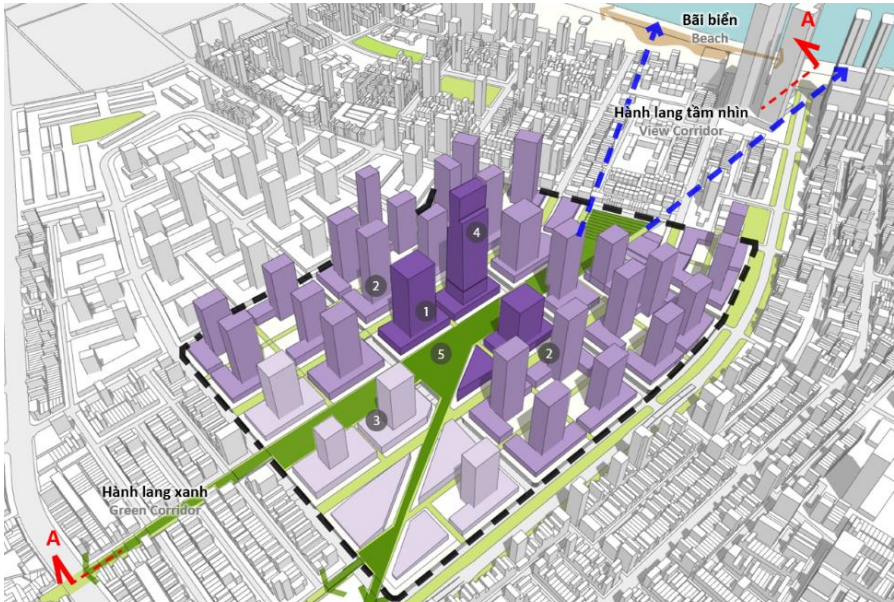 Bãi biển
Beach
A
Hành lang tầm nhìn
View Corridor
4
2
1
5
2
3
Hành lang xanh
Green Corridor
A